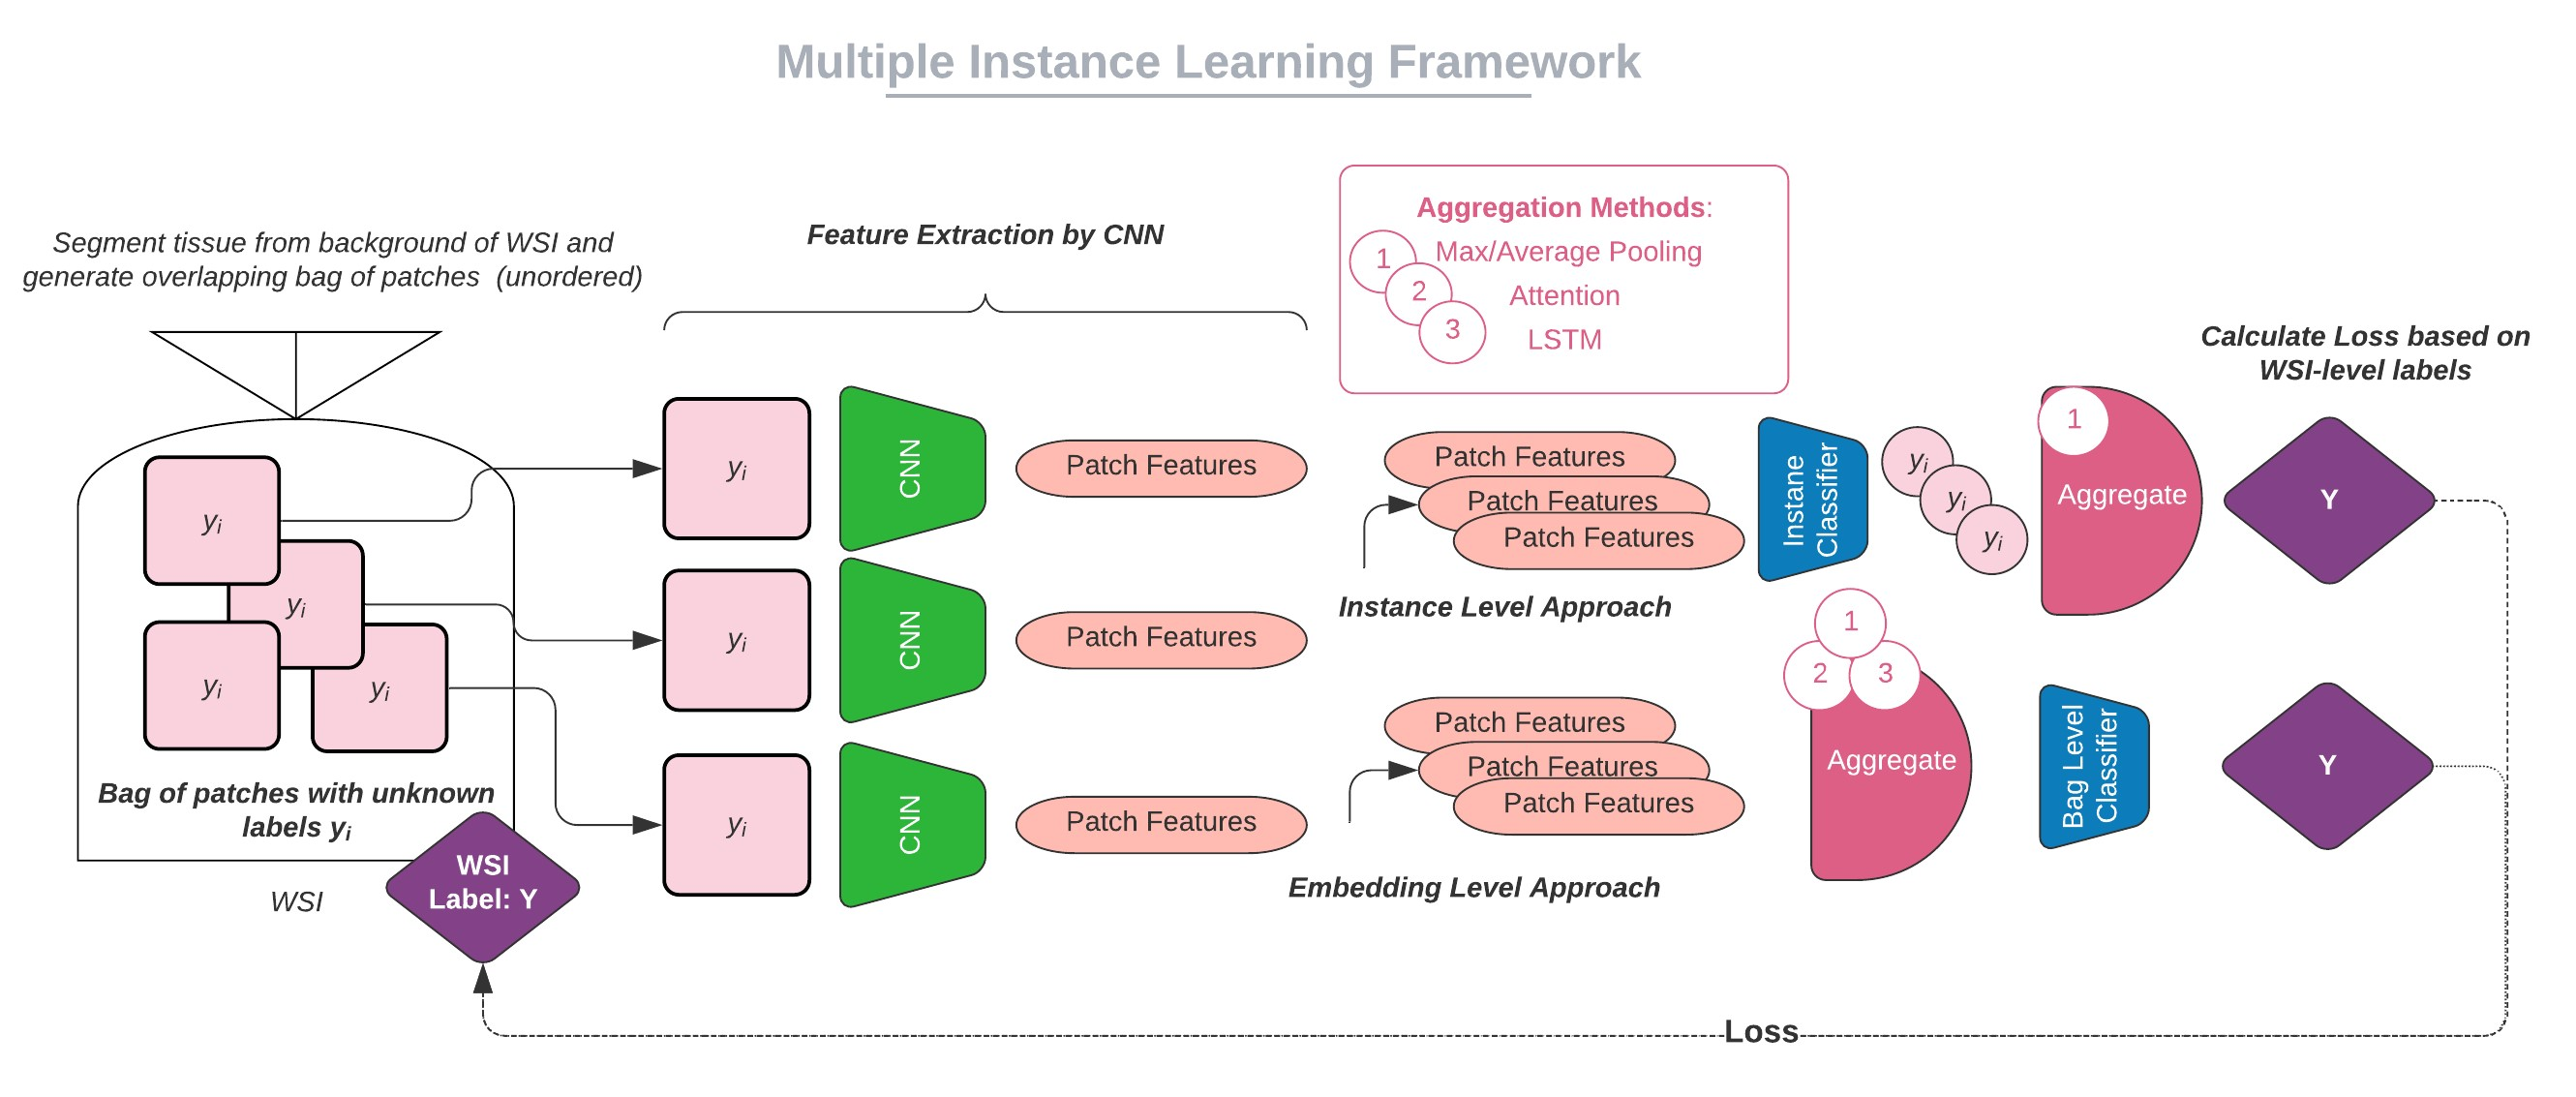 Multiple Instance Learning Framework
Segment tissue from background of WSI and
generate overlapping bag of patches (unordered)
yi
yi
yi
yi
Bag of patches with unknown
labels yi
WSI
WSI
Label: Y
Feature Extraction by CNN
yi
CNN
Patch Features
yi
CNN
Patch Features
yi
CNN
Patch Features
Aggregation Methods:
1
Max/Average Pooling
2
Attention
3
LSTM
Patch Features
Patch Features
Patch Features
Instance Level Approach
Instane
Classifier
yi
yi
yi
1
Aggregate
Calculate Loss based on
WSI-level labels
Y
Patch Features
Patch Features
Patch Features
Embedding Level Approach
1
2
3
Aggregate
Bag Level
Classifier
Y
Loss